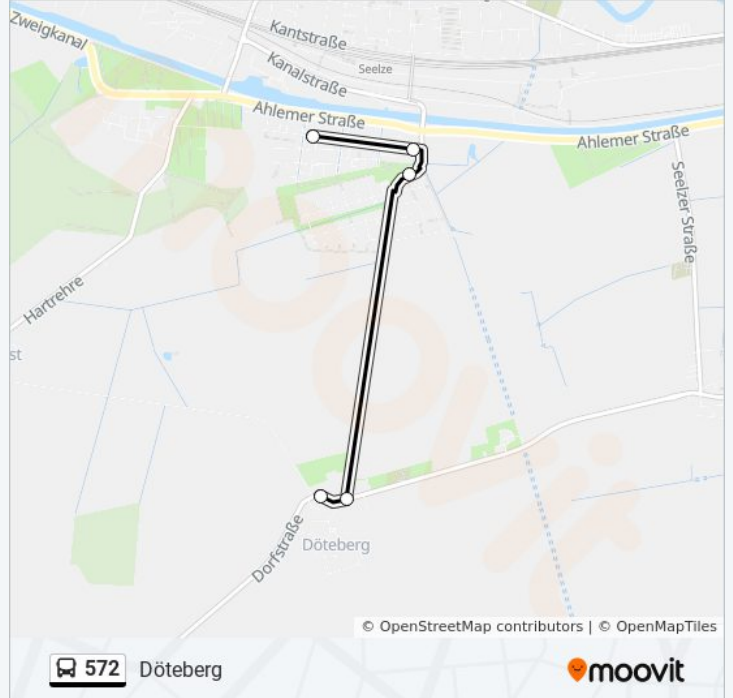 Zweigkanal
Kantstraße
Seelze
Kanalstraße
Ahlemer Straße
Ahlemer Straße
Seelzer Straße
Hartrehre
st
Dorfstraße
Döteberg
© OpenStreetMap contributors | © OpenMapTiles
572 Döteberg
moovit